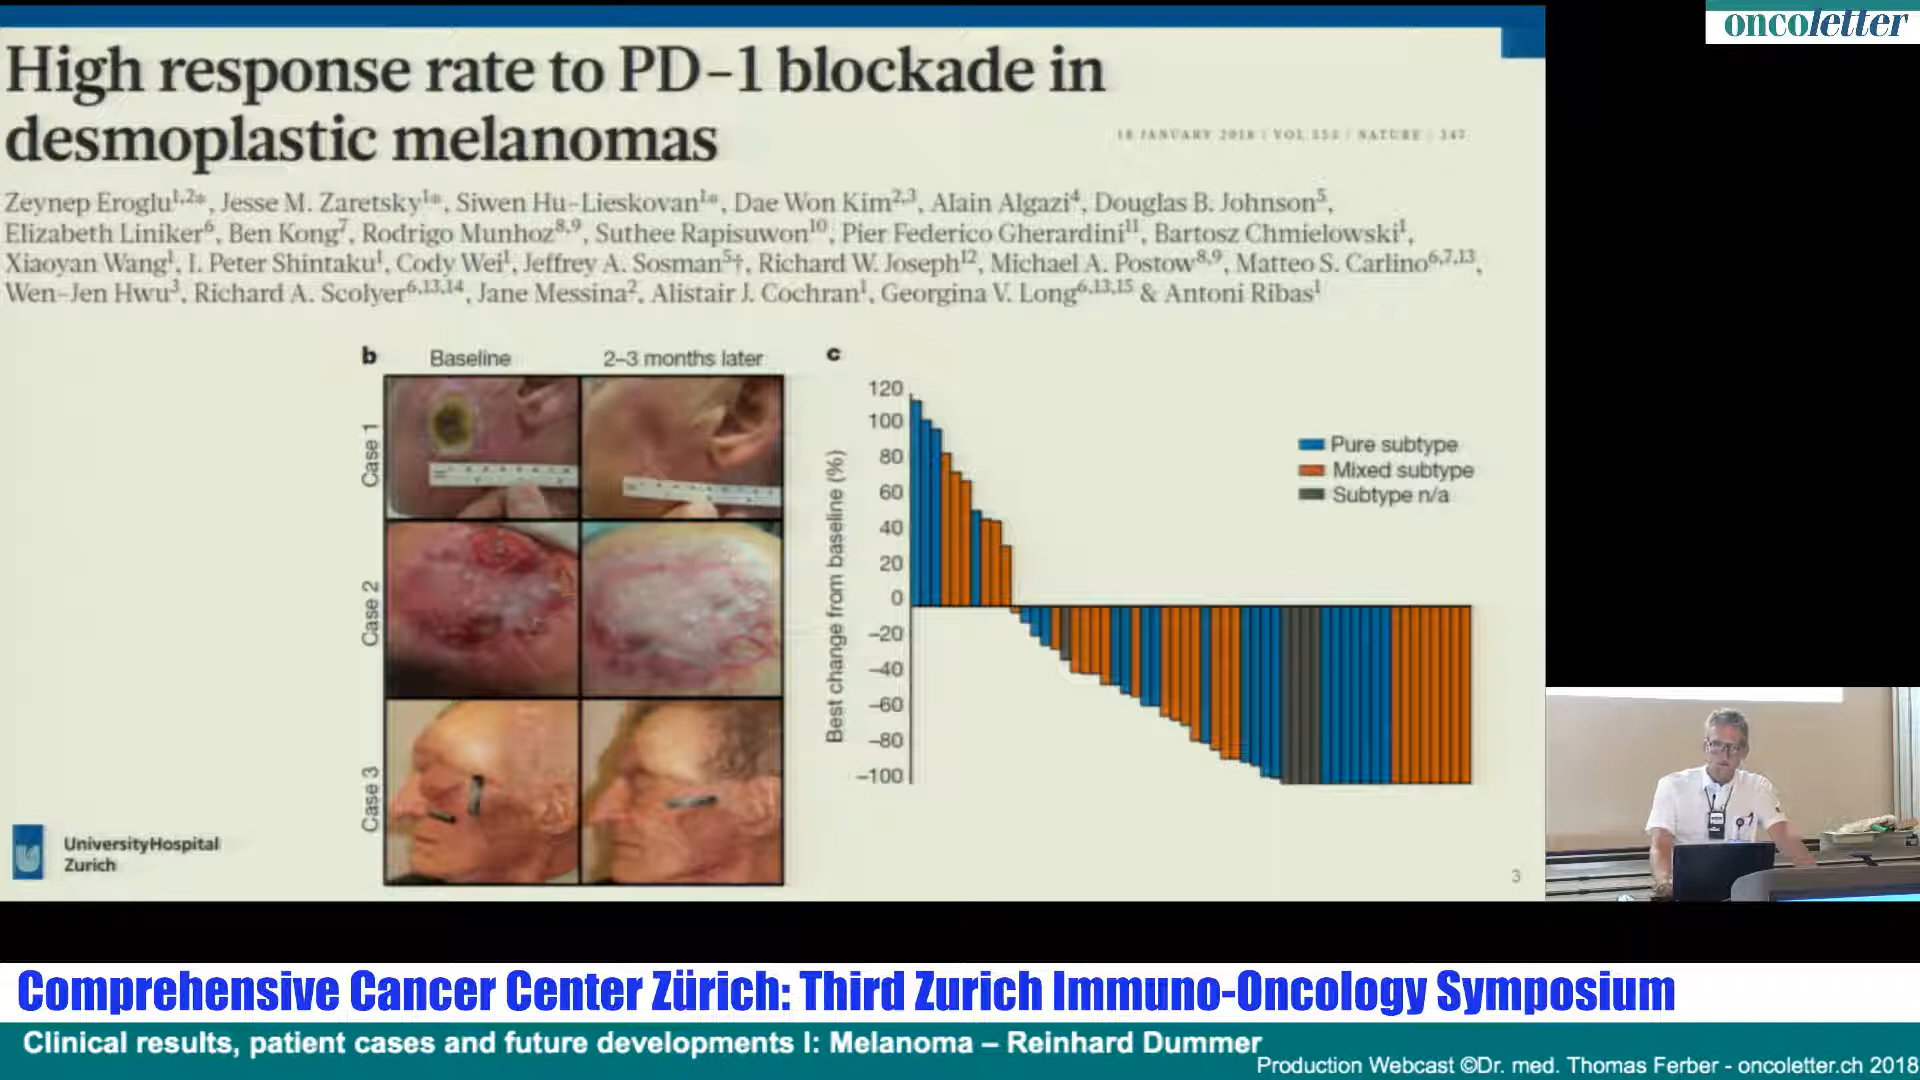 oncoletter
High response rate to PD-1 blockade in
desmoplastic melanomas
18 JANUARY 2018 | VOL 553 | NATURE | 347
Zeynep Eroglu1,2*, Jesse M. Zaretsky1*, Siwen Hu-Lieskovan1*, Dae Won Kim2,3, Alain Algazi4, Douglas B. Johnson5,
Elizabeth Liniker6, Ben Kong7, Rodrigo Munhoz8,9, Suthee Rapisuwon10, Pier Federico Gherardini11, Bartosz Chmielowski1,
Xiaoyan Wang1, I. Peter Shintaku1, Cody Wei1, Jeffrey A. Sosman5†, Richard W. Joseph12, Michael A. Postow8,9, Matteo S. Carlino6,7,13,
Wen-Jen Hwu3, Richard A. Scolyer6,13,14, Jane Messina2, Alistair J. Cochran1, Georgina V. Long6,13,15 & Antoni Ribas1
b
Baseline
2–3 months later
Case 1
Case 2
Case 3
c
Best change from baseline (%)
120
100
80
60
40
20
0
–20
–40
–60
–80
–100
Pure subtype
Mixed subtype
Subtype n/a
UniversityHospital
Zurich
3
Comprehensive Cancer Center Zürich: Third Zurich Immuno-Oncology Symposium
Clinical results, patient cases and future developments I: Melanoma – Reinhard Dummer
Production Webcast ©Dr. med. Thomas Ferber - oncoletter.ch 2018